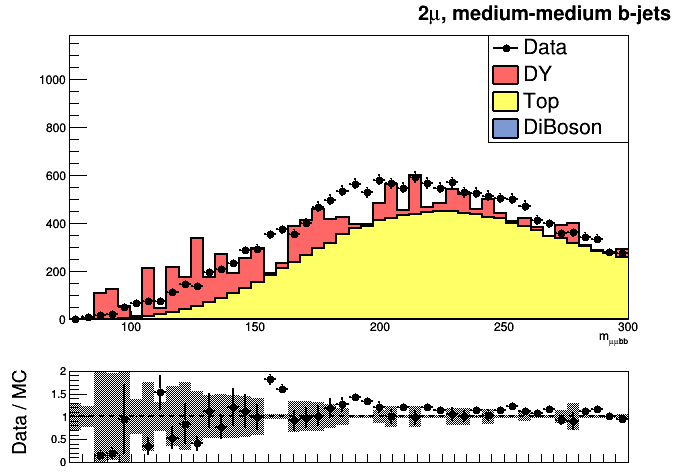 2μ, medium-medium b-jets
Data
DY
Top
DiBoson
1000
800
600
400
200
0
100 150 200 250 300
mμμbb
Data / MC
2
1.5
1
0.5
0